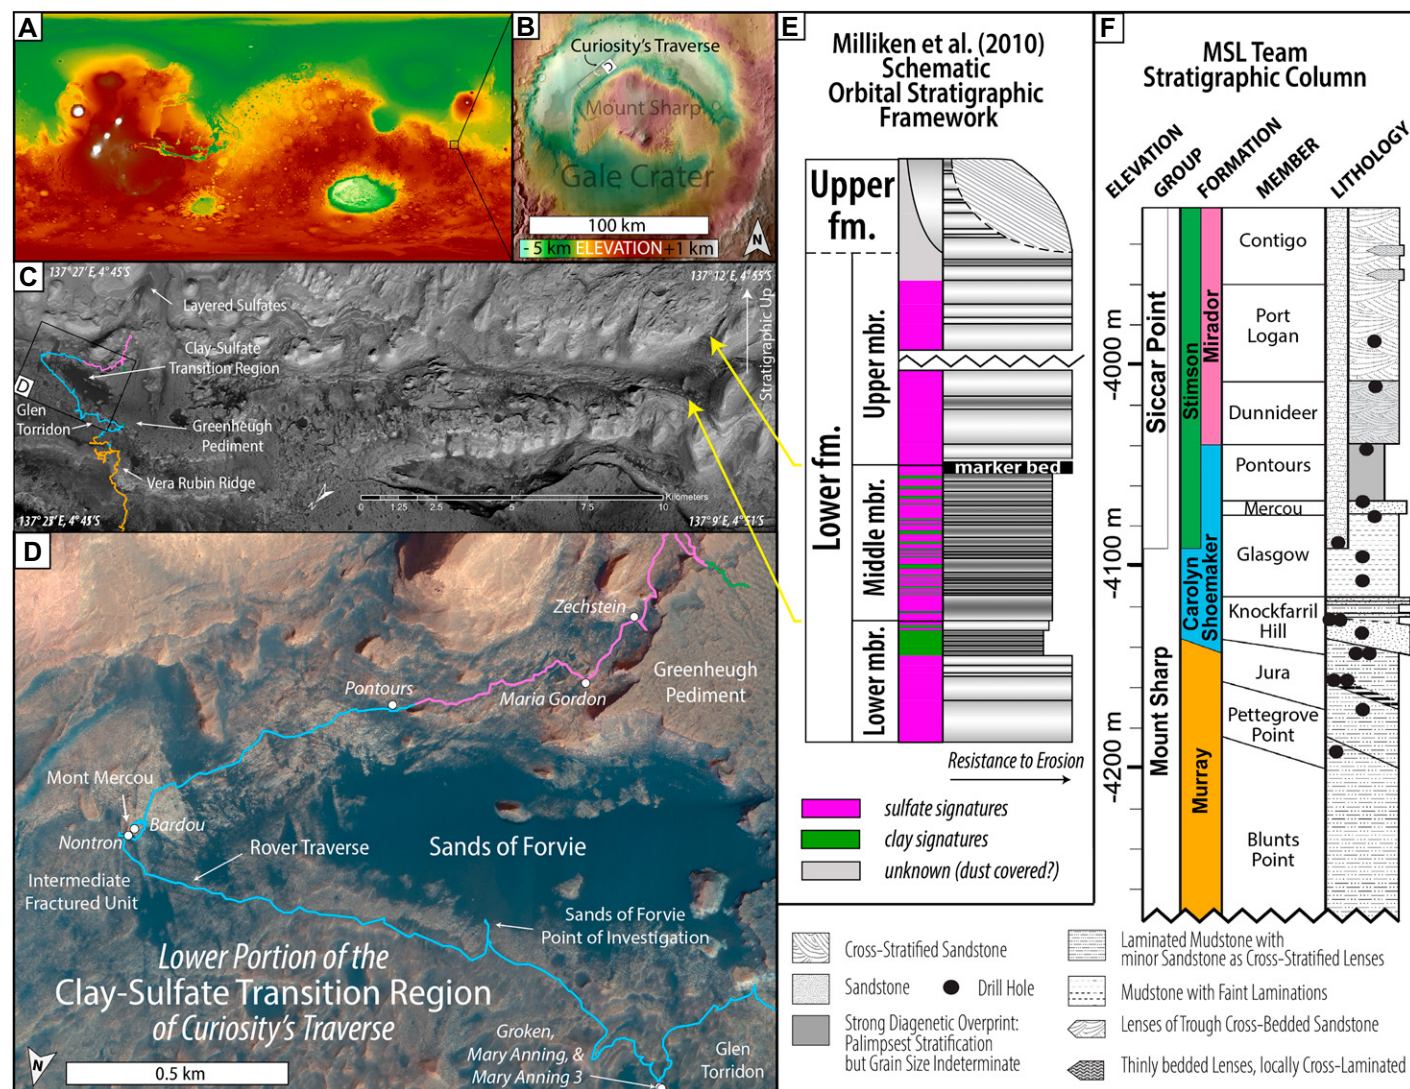 A
B
Curiosity's Traverse
Mount Sharp
Gale Crater
100 km
- 5 km ELEVATION +1 km
N
C
137° 27' E, 4° 45'S
137° 12' E, 4° 55'S
Layered Sulfates
Stratigraphic Up
Clay-Sulfate
Transition Region
D
Glen
Torridon
Greenheugh
Pediment
Vera Rubin Ridge
N
0 1.25 2.5 5 7.5 10
Kilometers
137° 9' E, 4° 51'S
D
Zechstein
Greenheugh
Pediment
Maria Gordon
Pontours
Mont Mercou
Bardou
Nontron
Rover Traverse
Sands of Forvie
Intermediate
Fractured Unit
Sands of Forvie
Point of Investigation
Lower Portion of the
Clay-Sulfate Transition Region
of Curiosity's Traverse
Groken,
Mary Anning, &
Mary Anning 3
Glen
Torridon
N
0.5 km
E
Milliken et al. (2010)
Schematic
Orbital Stratigraphic
Framework
Upper
fm.
Lower fm.
Upper mbr.
marker bed
Middle mbr.
Lower mbr.
Resistance to Erosion
sulfate signatures
clay signatures
unknown (dust covered?)
F
MSL Team
Stratigraphic Column
ELEVATION
GROUP
FORMATION
MEMBER
LITHOLOGY
-4000 m
-4100 m
-4200 m
Siccar Point
Mount Sharp
Stimson
Mirador
Carolyn
Shoemaker
Murray
Contigo
Port
Logan
Dunnideer
Pontours
Mercou
Glasgow
Knockfarril
Hill
Jura
Pettegrove
Point
Blunts
Point
Cross-Stratified Sandstone
Sandstone
Drill Hole
Strong Diagenetic Overprint:
Palimpsest Stratification
but Grain Size Indeterminate
Laminated Mudstone with
minor Sandstone as Cross-Stratified Lenses
Mudstone with Faint Laminations
Lenses of Trough Cross-Bedded Sandstone
Thinly bedded Lenses, locally Cross-Laminated